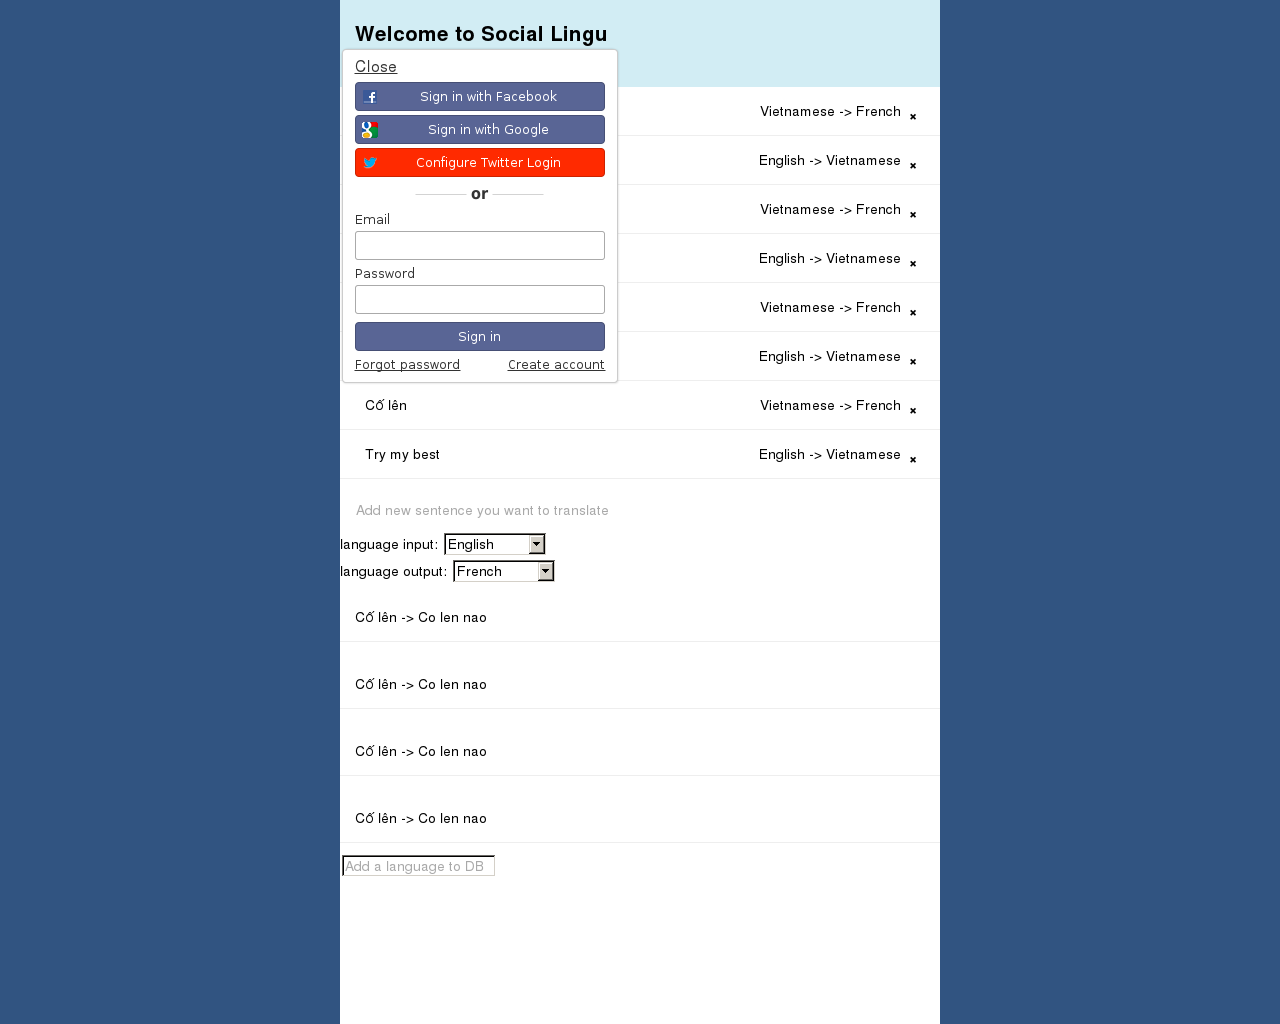 Welcome to Social Lingu
Close
Sign in with Facebook
Sign in with Google
Configure Twitter Login
or
Email
Password
Sign in
Forgot password Create account
Vietnamese -> French ×
English -> Vietnamese ×
Vietnamese -> French ×
English -> Vietnamese ×
Vietnamese -> French ×
English -> Vietnamese ×
Cố lên Vietnamese -> French ×
Try my best English -> Vietnamese ×
Add new sentence you want to translate
language input: English
language output: French
Cố lên -> Co len nao
Cố lên -> Co len nao
Cố lên -> Co len nao
Cố lên -> Co len nao
Add a language to DB